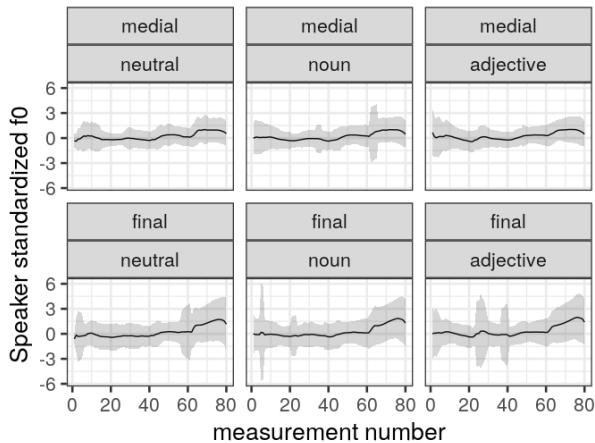 medial medial medial
neutral noun adjective
6
3
0
-3
-6
final final final
neutral noun adjective
6
3
0
-3
-6
0 20 40 60 80 0 20 40 60 80 0 20 40 60 80
measurement number
Speaker standardized f0